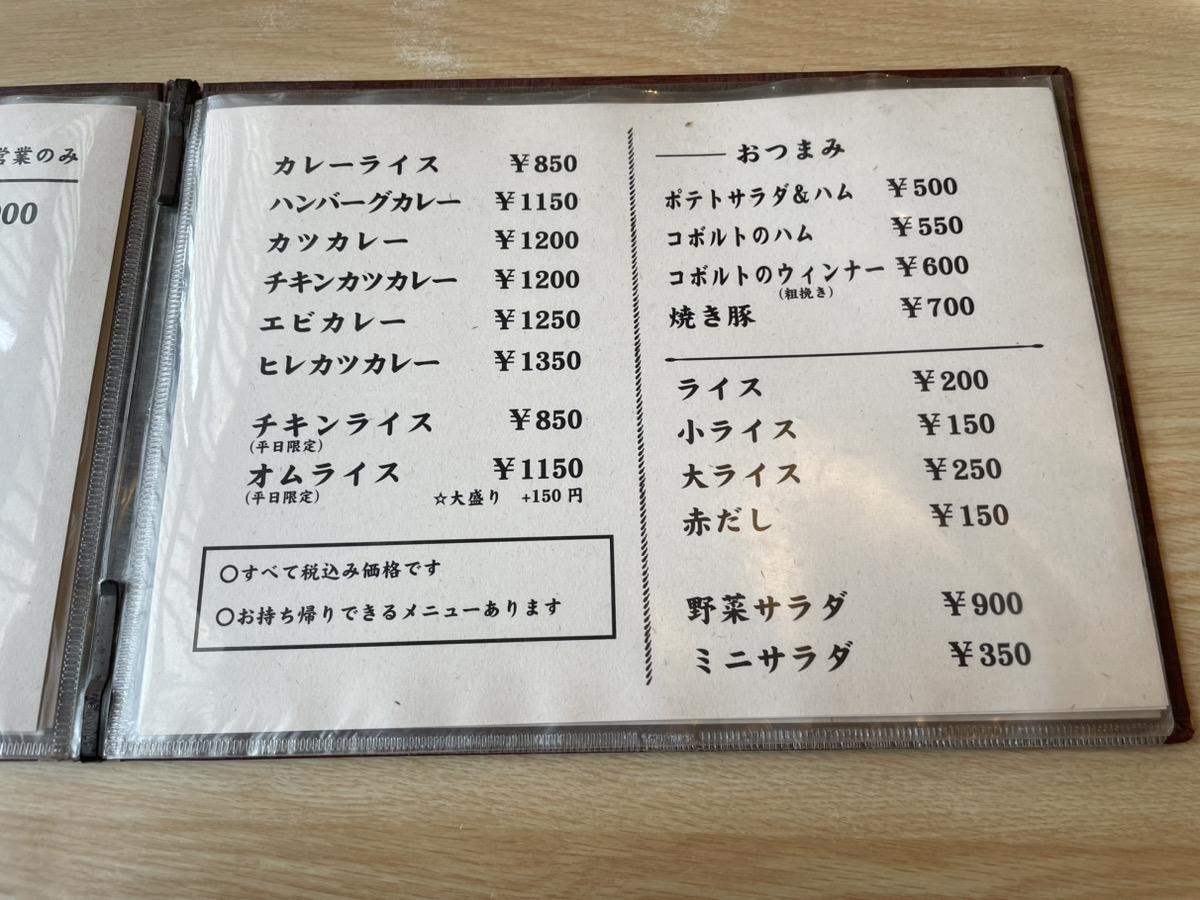 営業のみ
カレーライス ￥850
ハンバーグカレー ￥1150
カツカレー ￥1200
チキンカツカレー ￥1200
エビカレー ￥1250
ヒレカツカレー ￥1350
チキンライス ￥850
(平日限定)
オムライス ￥1150
(平日限定) ☆大盛り +150 円
〇すべて税込み価格です
〇お持ち帰りできるメニューあります
おつまみ
ポテトサラダ&ハム ￥500
コボルトのハム ￥550
コボルトのウィンナー ￥600
(粗挽き)
焼き豚 ￥700
ライス ￥200
小ライス ￥150
大ライス ￥250
赤だし ￥150
野菜サラダ ￥900
ミニサラダ ￥350